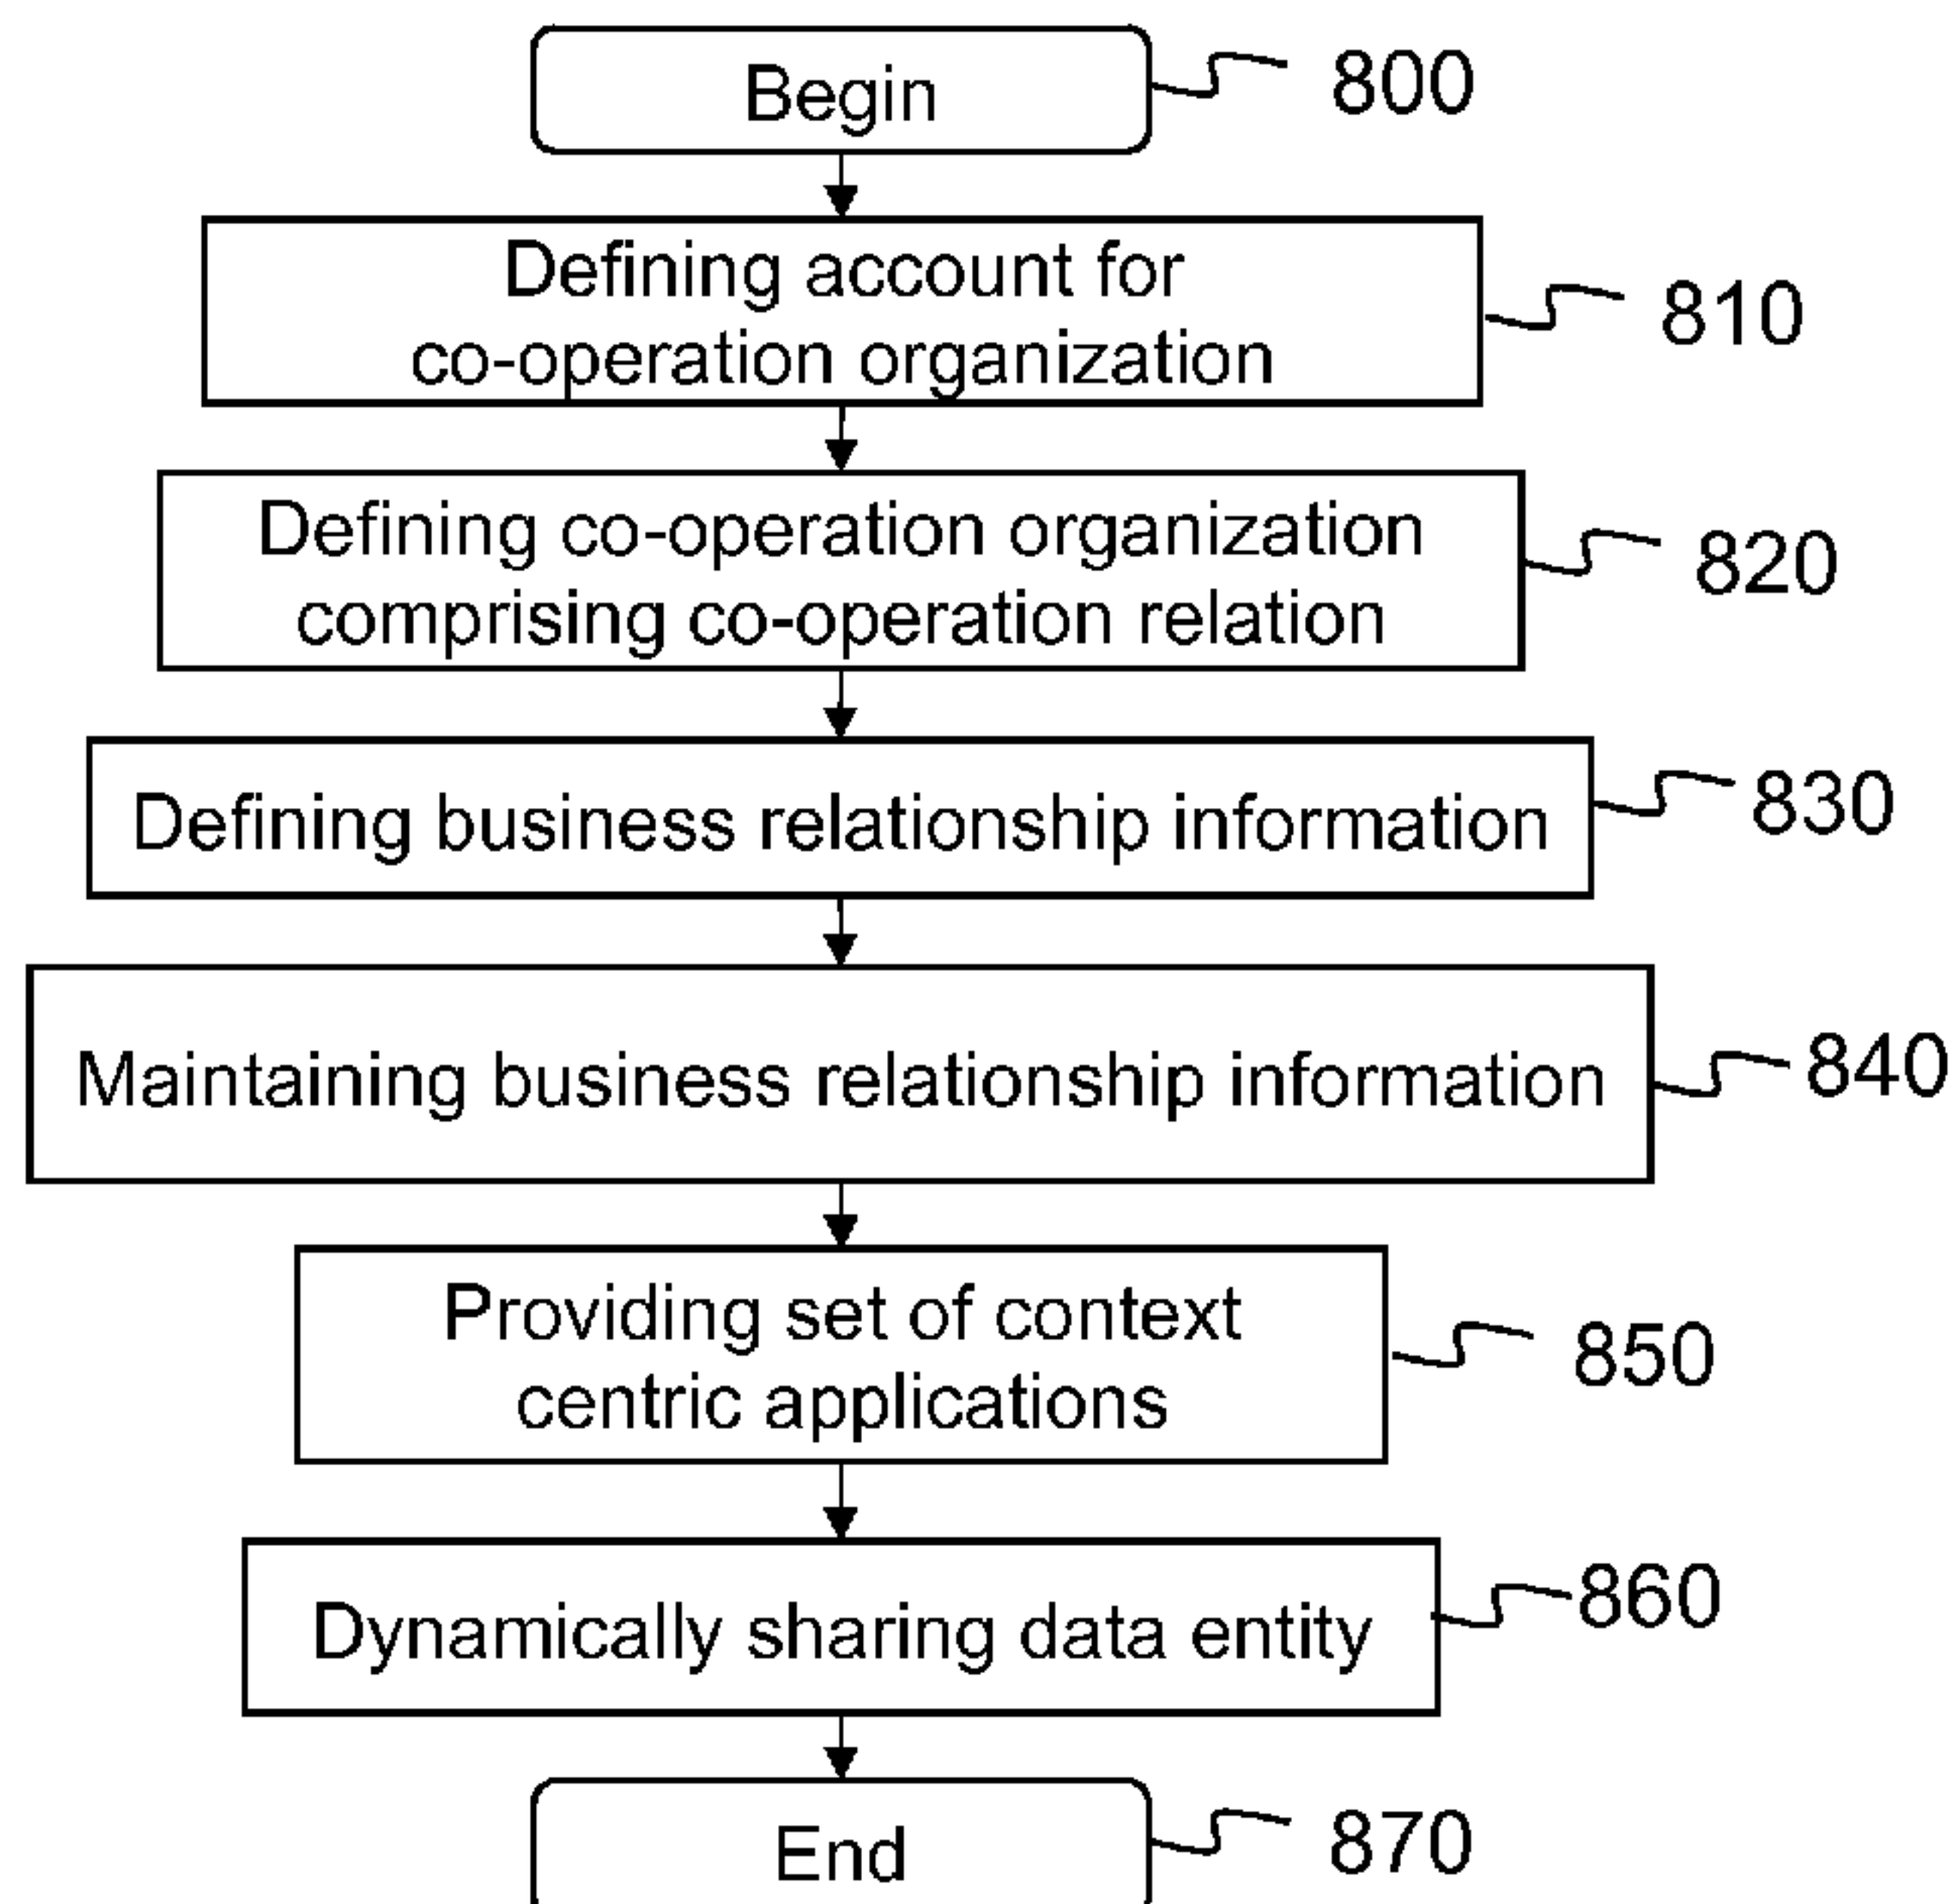 Begin
800
Defining account for
co-operation organization
810
Defining co-operation organization
comprising co-operation relation
820
Defining business relationship information
830
Maintaining business relationship information
840
Providing set of context
centric applications
850
Dynamically sharing data entity
860
End
870